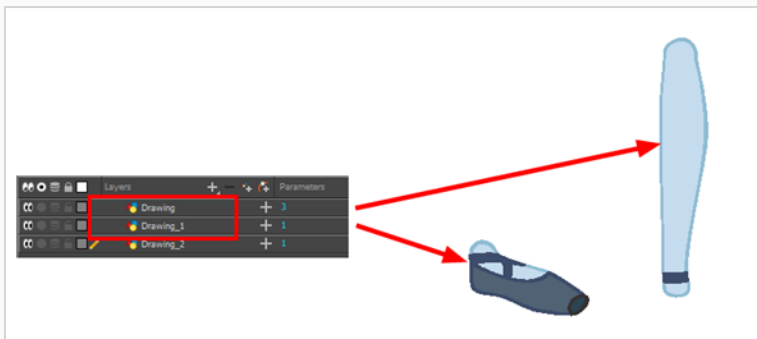 Layers Parameters
Drawing 3
Drawing_1 1
Drawing_2 1